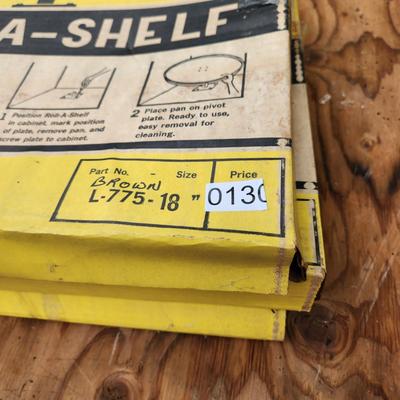 A-SHELF
1 Position Roll-A-Shelf
in cabinet, mark position
of plate, remove pan, and
screw plate to cabinet.
2 Place pan on pivot
plate. Ready to use,
easy removal for
cleaning.
Part No. - Size Price
BROWN
L-775-18 " 0130